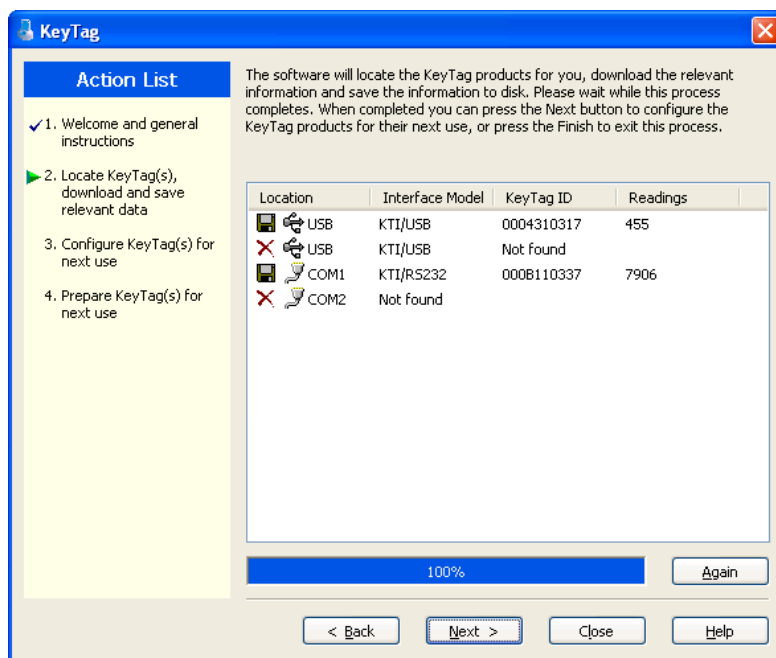 KeyTag
Action List
1. Welcome and general
instructions
2. Locate KeyTag(s),
download and save
relevant data
3. Configure KeyTag(s) for
next use
4. Prepare KeyTag(s) for
next use
The software will locate the KeyTag products for you, download the relevant
information and save the information to disk. Please wait while this process
completes. When completed you can press the Next button to configure the
KeyTag products for their next use, or press the Finish to exit this process.
Location Interface Model KeyTag ID Readings
USB KTI/USB 0004310317 455
USB KTI/USB Not found
COM1 KTI/RS232 000B110337 7906
COM2 Not found
100%
Again
< Back Next > Close Help